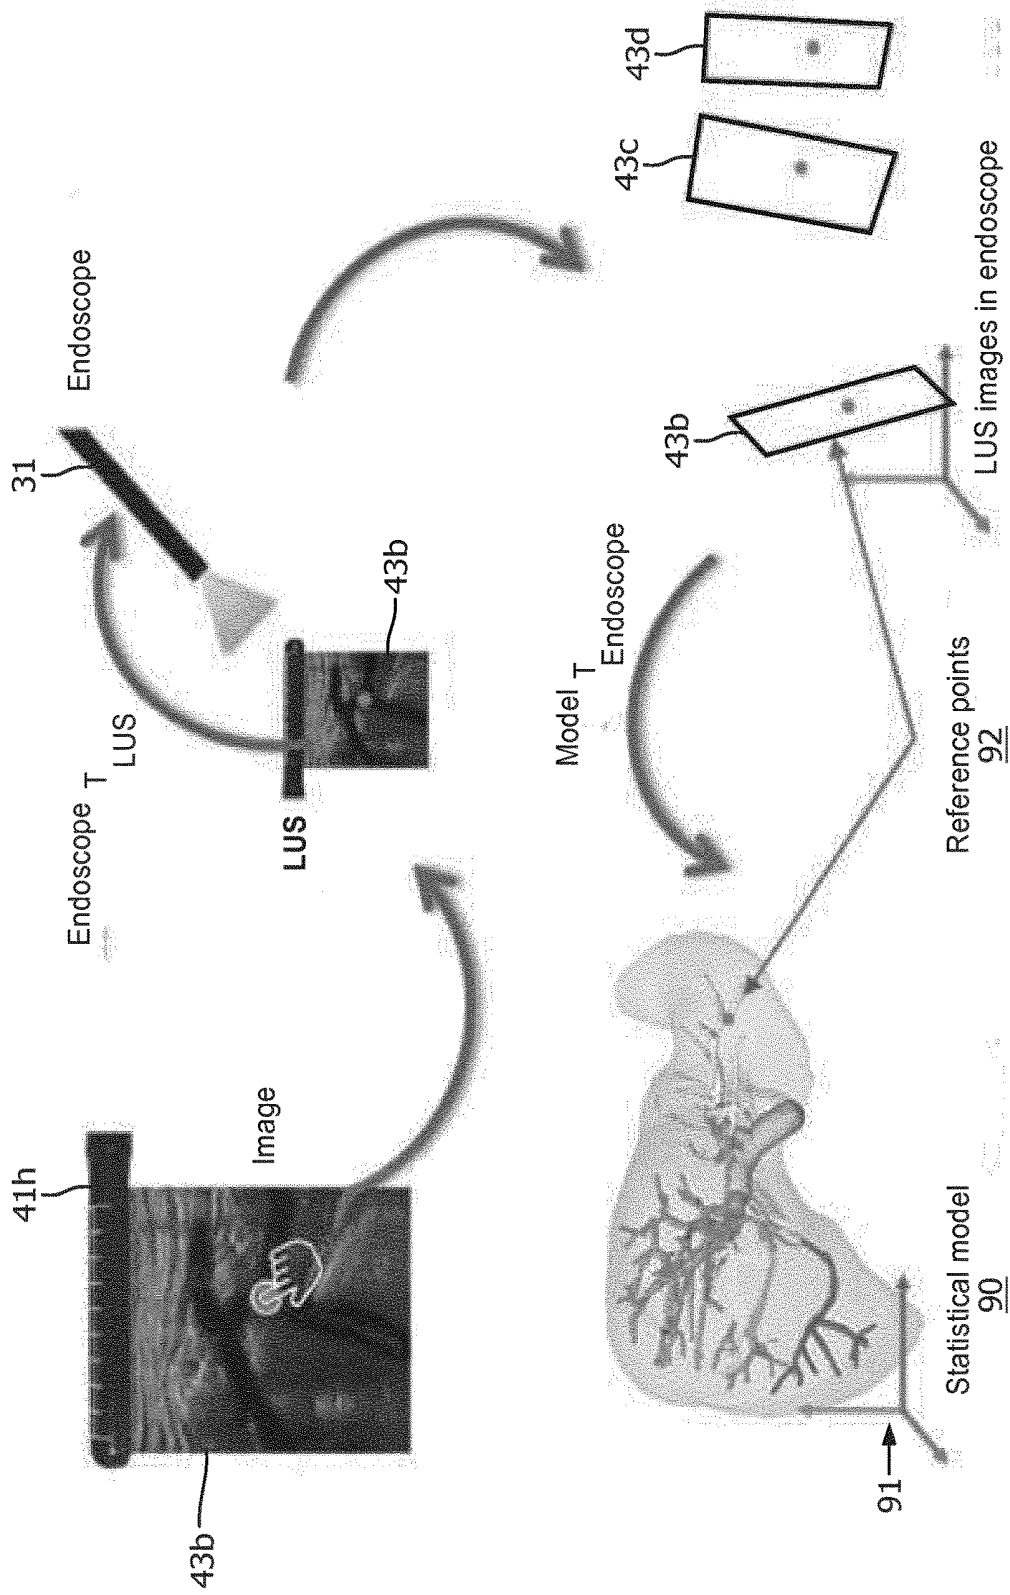 41h
31
Endoscope T LUS
Endoscope
43b
Image
LUS
43b
Model T Endoscope
43b
43c
43d
91
Statistical model
90
Reference points
92
LUS images in endoscope